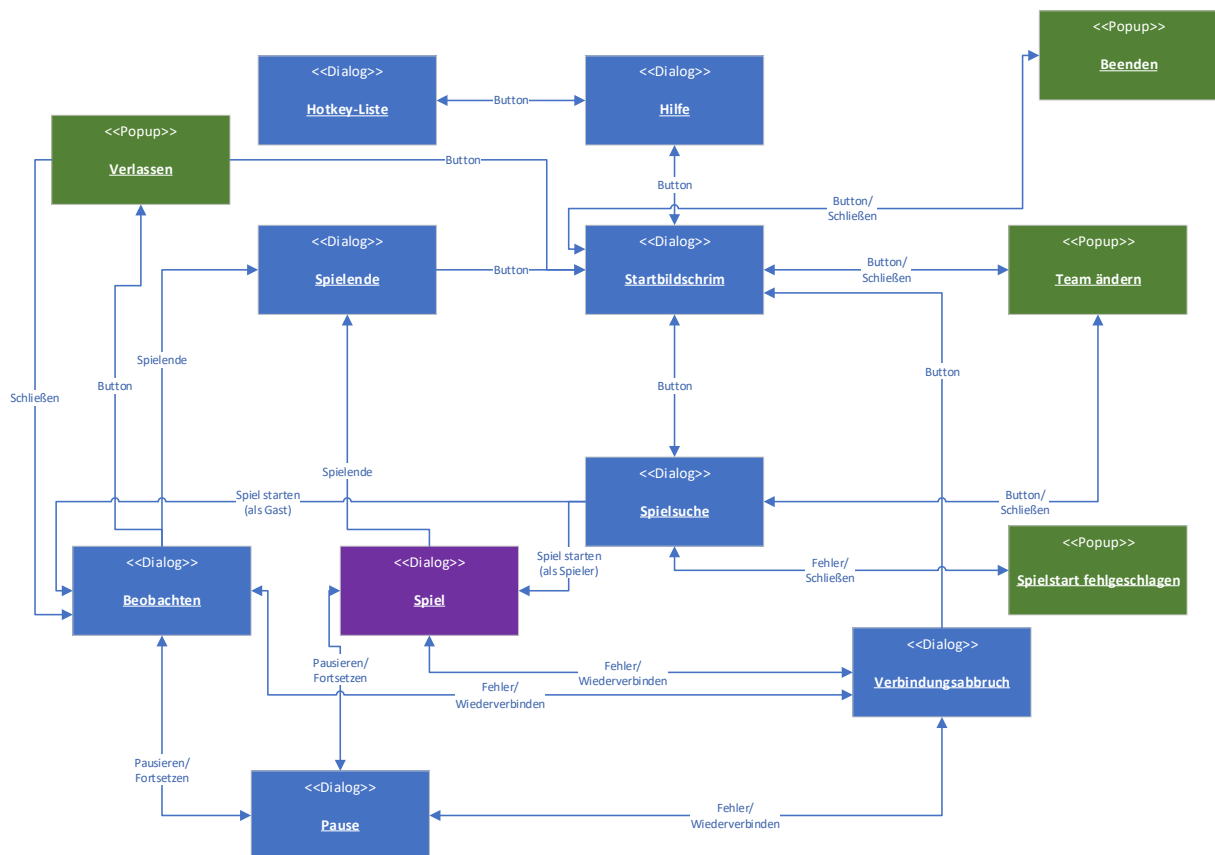 <<Popup>>
Beenden
<<Dialog>>
Hotkey-Liste
Button
<<Dialog>>
Hilfe
<<Popup>>
Verlassen
Button
Button
Button/
Schließen
<<Dialog>>
Spielende
Button
<<Dialog>>
Startbildschrim
Button/
Schließen
<<Popup>>
Team ändern
Spielende
Button
Schließen
Button
Button
Spielende
Spiel starten
(als Gast)
<<Dialog>>
Spielsuche
Button/
Schließen
<<Dialog>>
Beobachten
<<Dialog>>
Spiel
Spiel starten
(als Spieler)
Fehler/
Schließen
<<Popup>>
Spielstart fehlgeschlagen
Pausieren/
Fortsetzen
Fehler/
Wiederverbinden
Fehler/
Wiederverbinden
<<Dialog>>
Verbindungsabbruch
Pausieren/
Fortsetzen
<<Dialog>>
Pause
Fehler/
Wiederverbinden